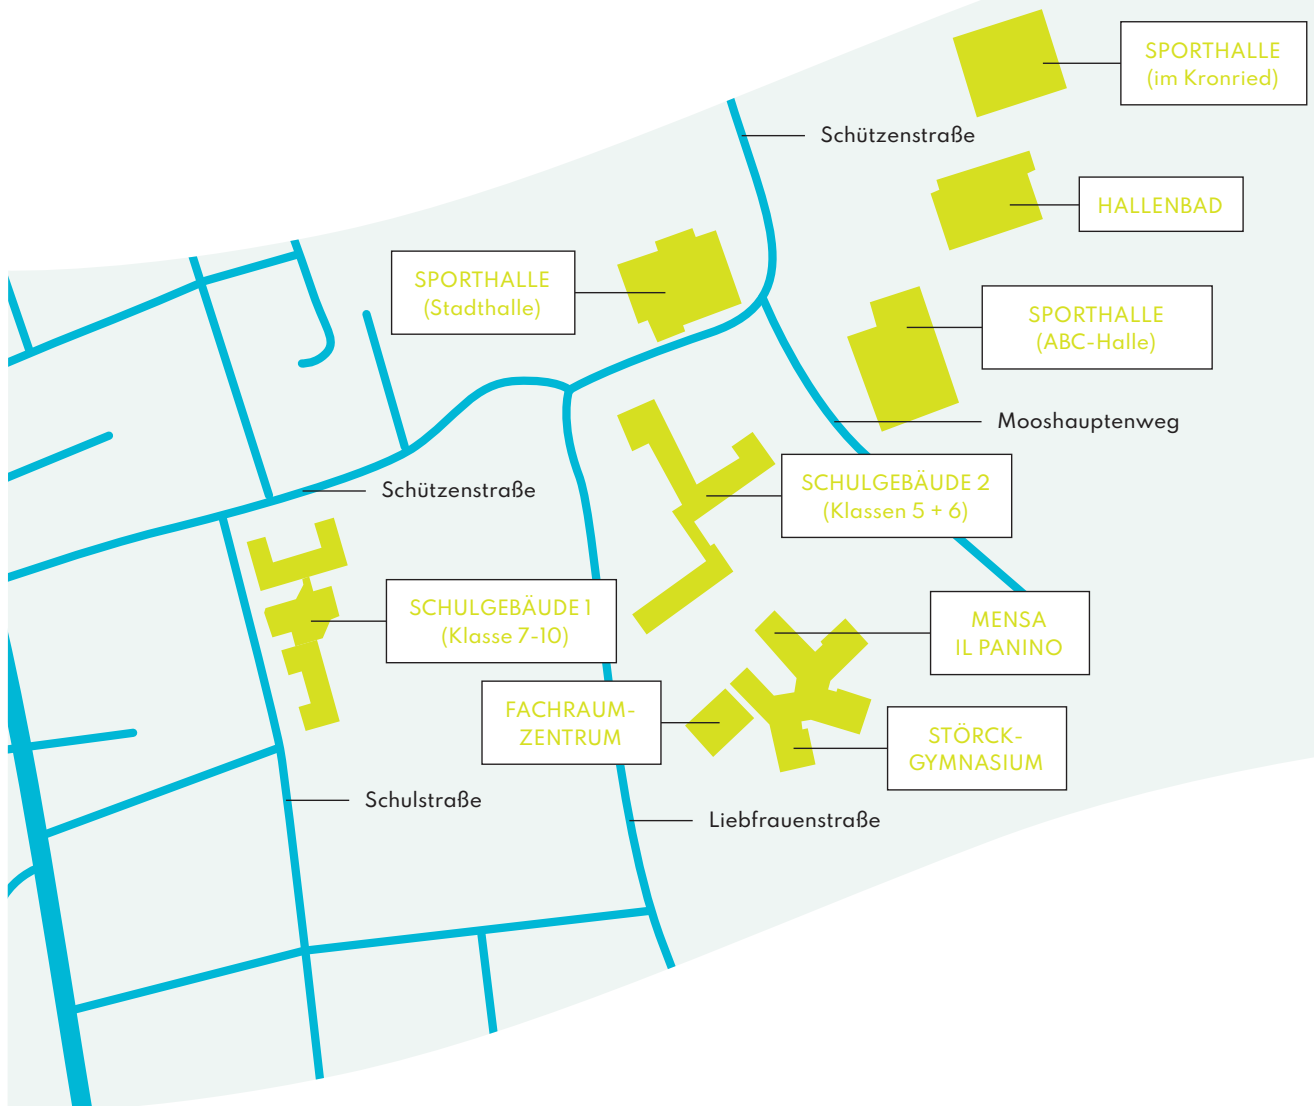 SPORTHALLE
(im Kronried)
Schützenstraße
HALLENBAD
SPORTHALLE
(Stadthalle)
SPORTHALLE
(ABC-Halle)
Mooshauptenweg
Schützenstraße
SCHULGEBÄUDE 2
(Klassen 5 + 6)
SCHULGEBÄUDE 1
(Klasse 7-10)
MENSA
IL PANINO
FACHRAUM-
ZENTRUM
STÖRCK-
GYMNASIUM
Schulstraße
Liebfrauenstraße